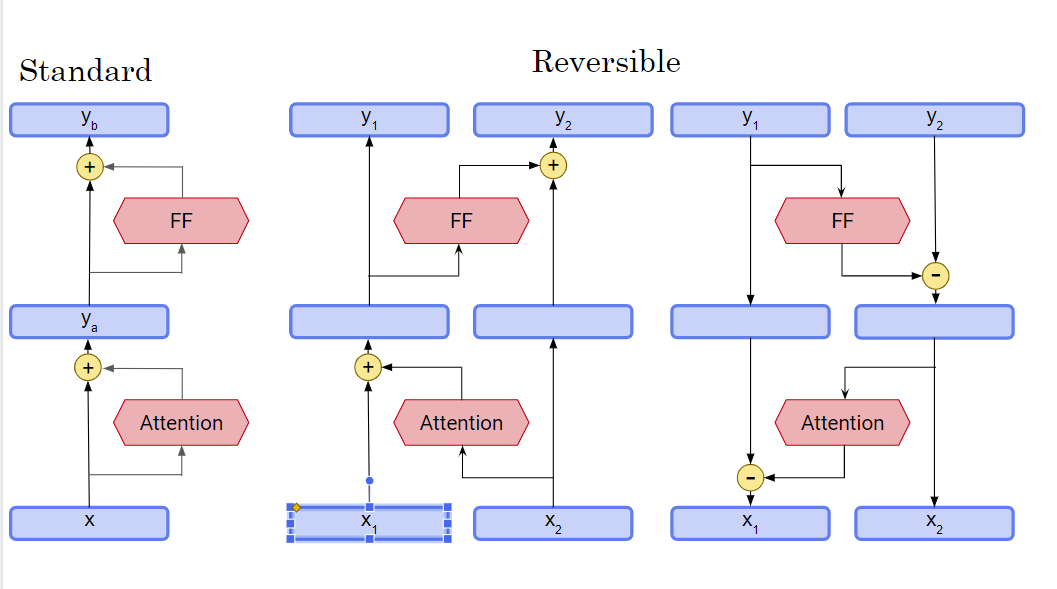 Standard
Reversible
y_b
y_1
y_2
y_1
y_2
+
+
FF
FF
FF
-
y_a
+
+
Attention
Attention
Attention
-
x
x_1
x_2
x_1
x_2